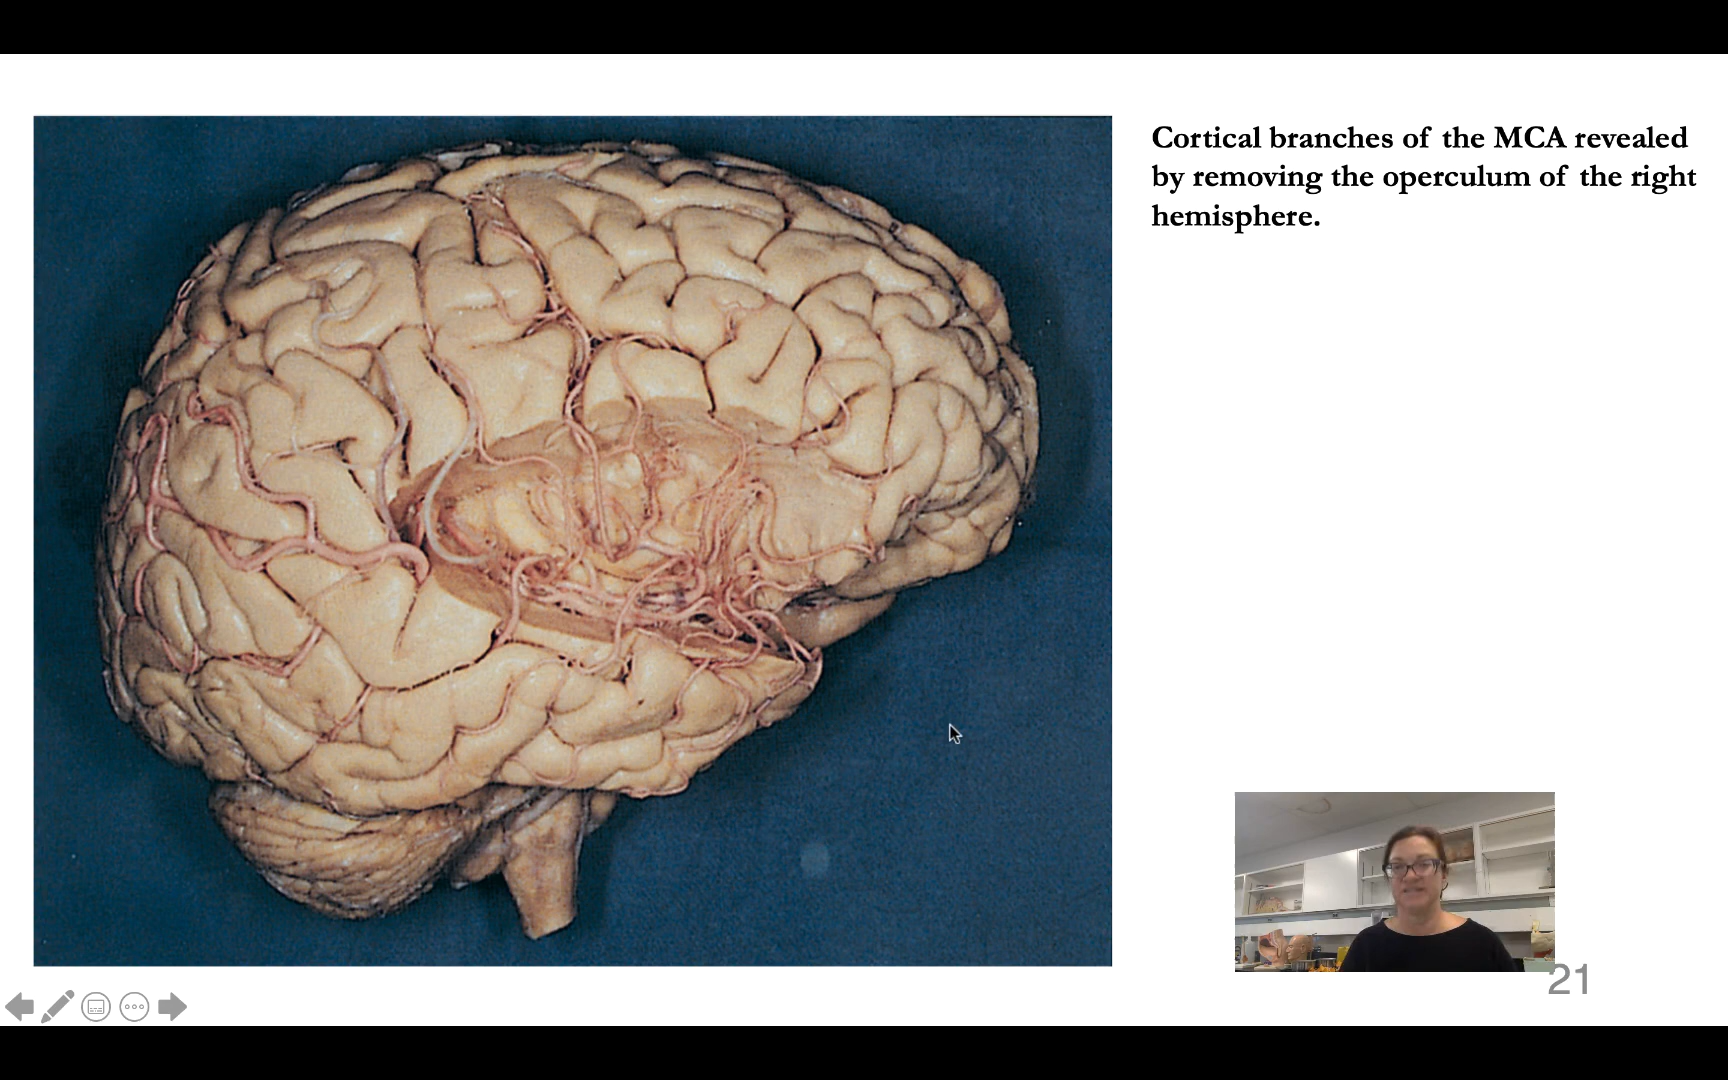 Cortical branches of the MCA revealed
by removing the operculum of the right
hemisphere.
21